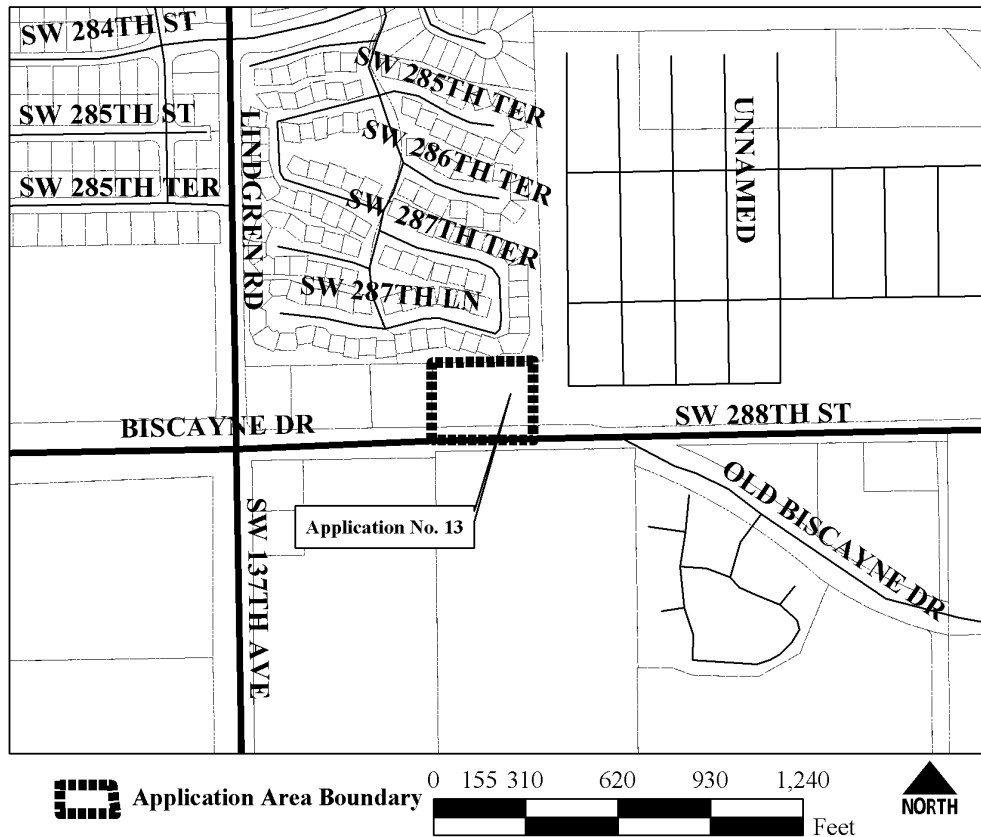 SW 284TH ST
SW 285TH TER
SW 285TH ST
LINDGREN RD
UNNAMED
SW 286TH TER
SW 285TH TER
SW 287TH TER
SW 287TH LN
BISCAYNE DR
SW 288TH ST
OLD BISCAYNE DR
Application No. 13
SW 137TH AVE
Application Area Boundary
0 155 310 620 930 1,240
Feet
NORTH